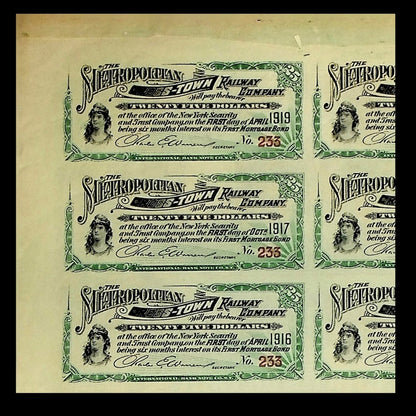 THE
METROPOLITAN
S-TOWN RAILWAY
COMPANY.
Will pay the bearer,
TWENTY FIVE DOLLARS
at the office of the New York Security
and Trust Company, on the FIRST day of APRIL 1919
being six months Interest on its FIRST MORTGAGE BOND
No. 233
SECRETARY
INTERNATIONAL BANK NOTE CO. N.Y.
THE
METROPOLITAN
S-TOWN RAILWAY
COMPANY.
Will pay the bearer,
TWENTY FIVE DOLLARS
at the office of the New York Security
and Trust Company, on the FIRST day of OCT. 1917
being six months Interest on its FIRST MORTGAGE BOND
No. 233
SECRETARY
INTERNATIONAL BANK NOTE CO. N.Y.
THE
METROPOLITAN
S-TOWN RAILWAY
COMPANY.
Will pay the bearer,
TWENTY FIVE DOLLARS
at the office of the New York Security
and Trust Company, on the FIRST day of APRIL 1916
being six months Interest on its FIRST MORTGAGE BOND
No. 233
SECRETARY
INTERNATIONAL BANK NOTE CO. N.Y.